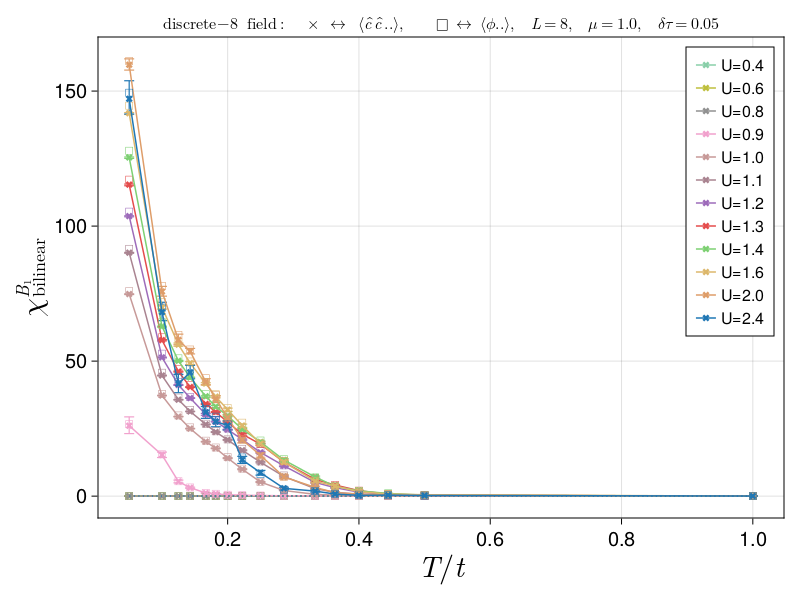 discrete−8 field: × ↔ ⟨ĉ ĉ..⟩, □ ↔ ⟨ϕ..⟩, L = 8, μ = 1.0, δτ = 0.05
150
100
50
0
0.2 0.4 0.6 0.8 1.0
T/t
χ^{B_1}_{bilinear}
U=0.4
U=0.6
U=0.8
U=0.9
U=1.0
U=1.1
U=1.2
U=1.3
U=1.4
U=1.6
U=2.0
U=2.4